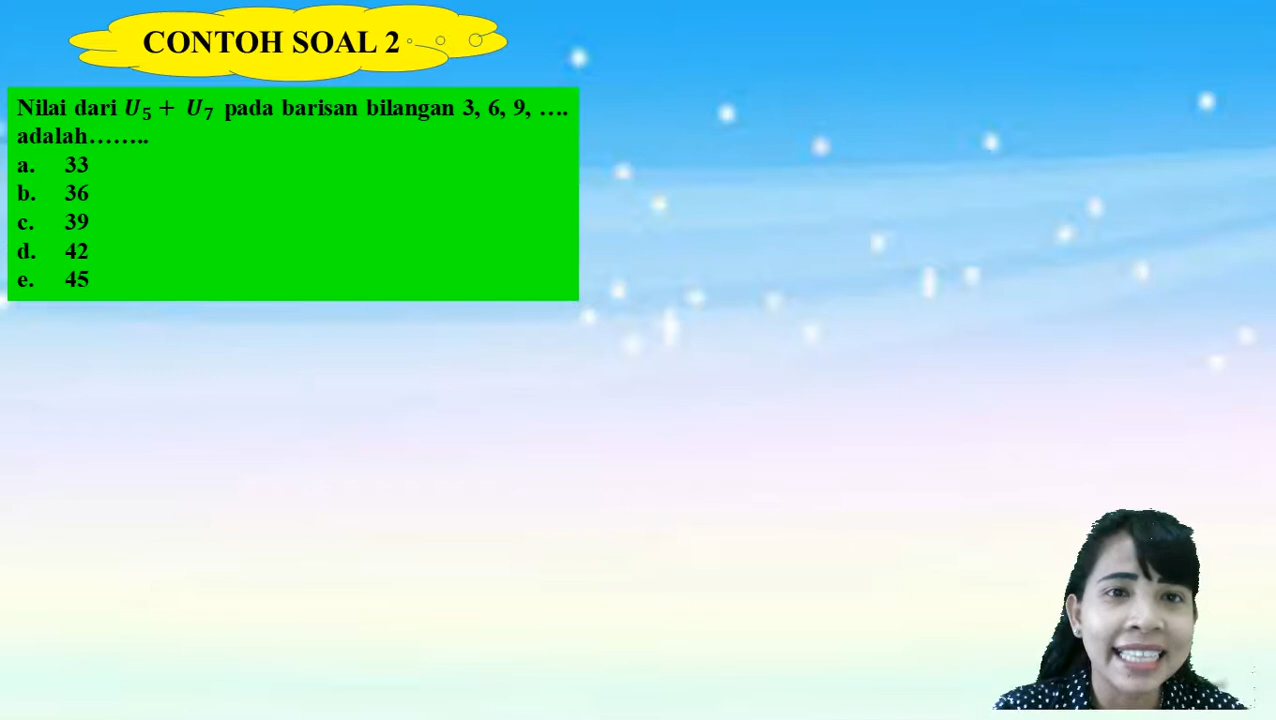 CONTOH SOAL 2
Nilai dari U₅ + U₇ pada barisan bilangan 3, 6, 9, ….
adalah……..
a. 33
b. 36
c. 39
d. 42
e. 45